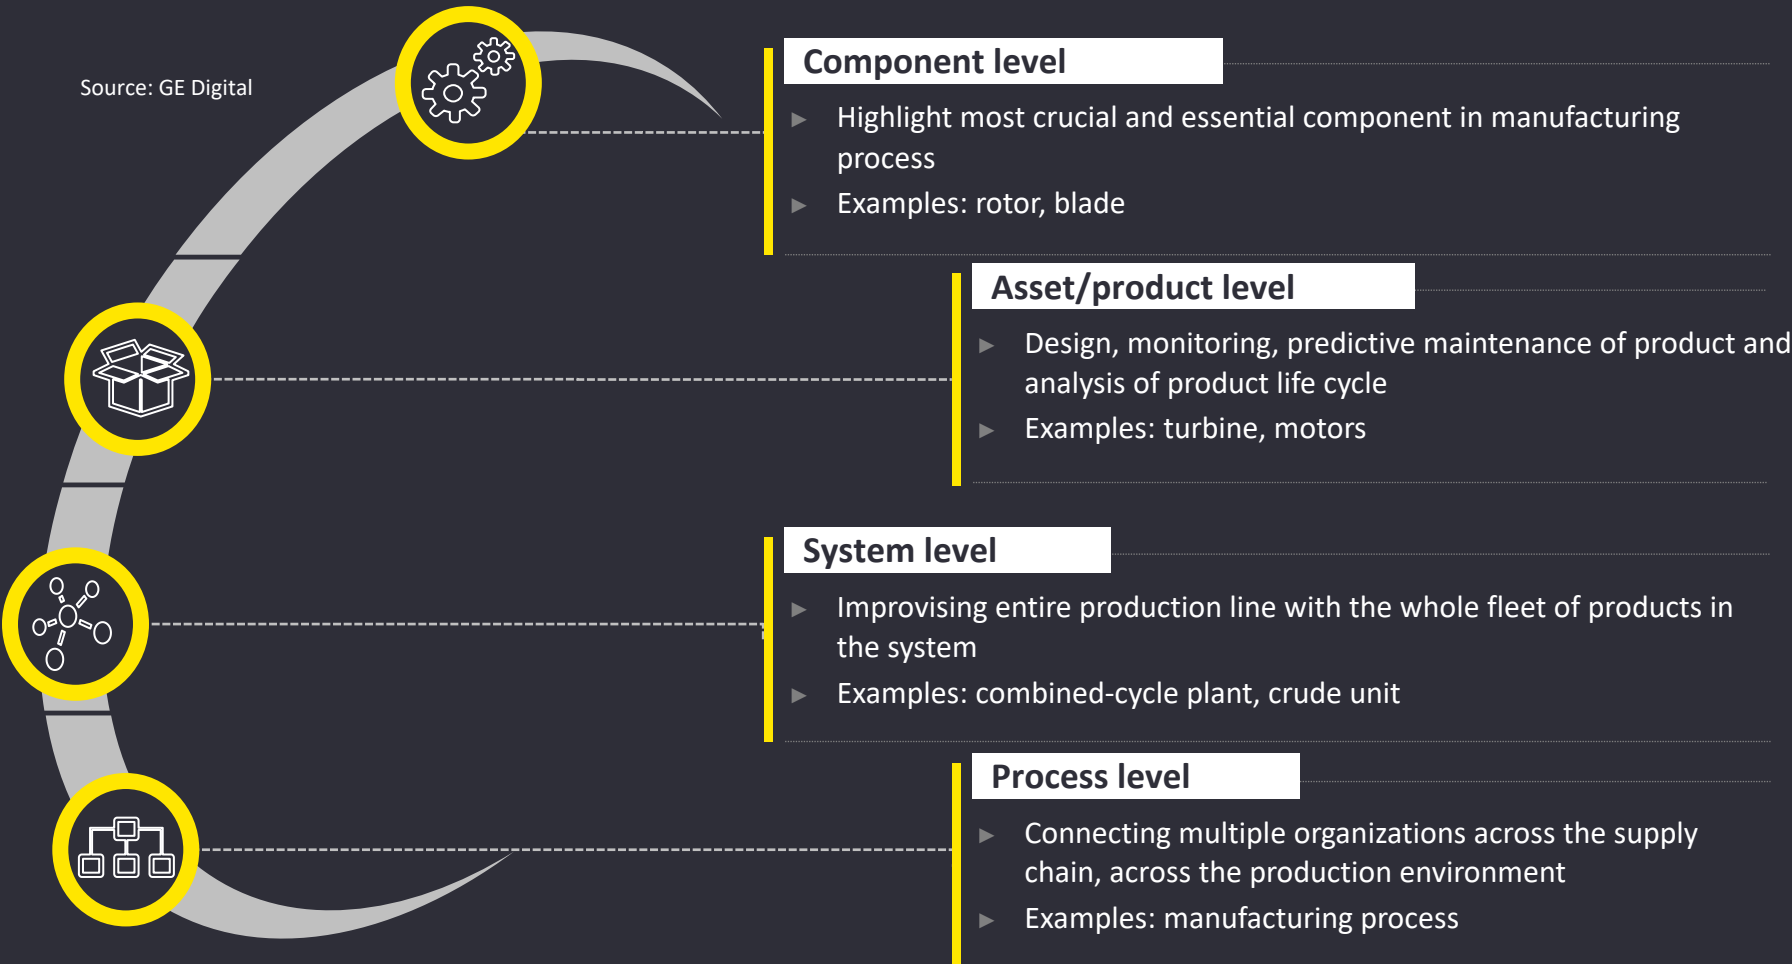 Source: GE Digital
Component level
► Highlight most crucial and essential component in manufacturing
process
► Examples: rotor, blade
Asset/product level
► Design, monitoring, predictive maintenance of product and
analysis of product life cycle
► Examples: turbine, motors
System level
► Improvising entire production line with the whole fleet of products in
the system
► Examples: combined-cycle plant, crude unit
Process level
► Connecting multiple organizations across the supply
chain, across the production environment
► Examples: manufacturing process